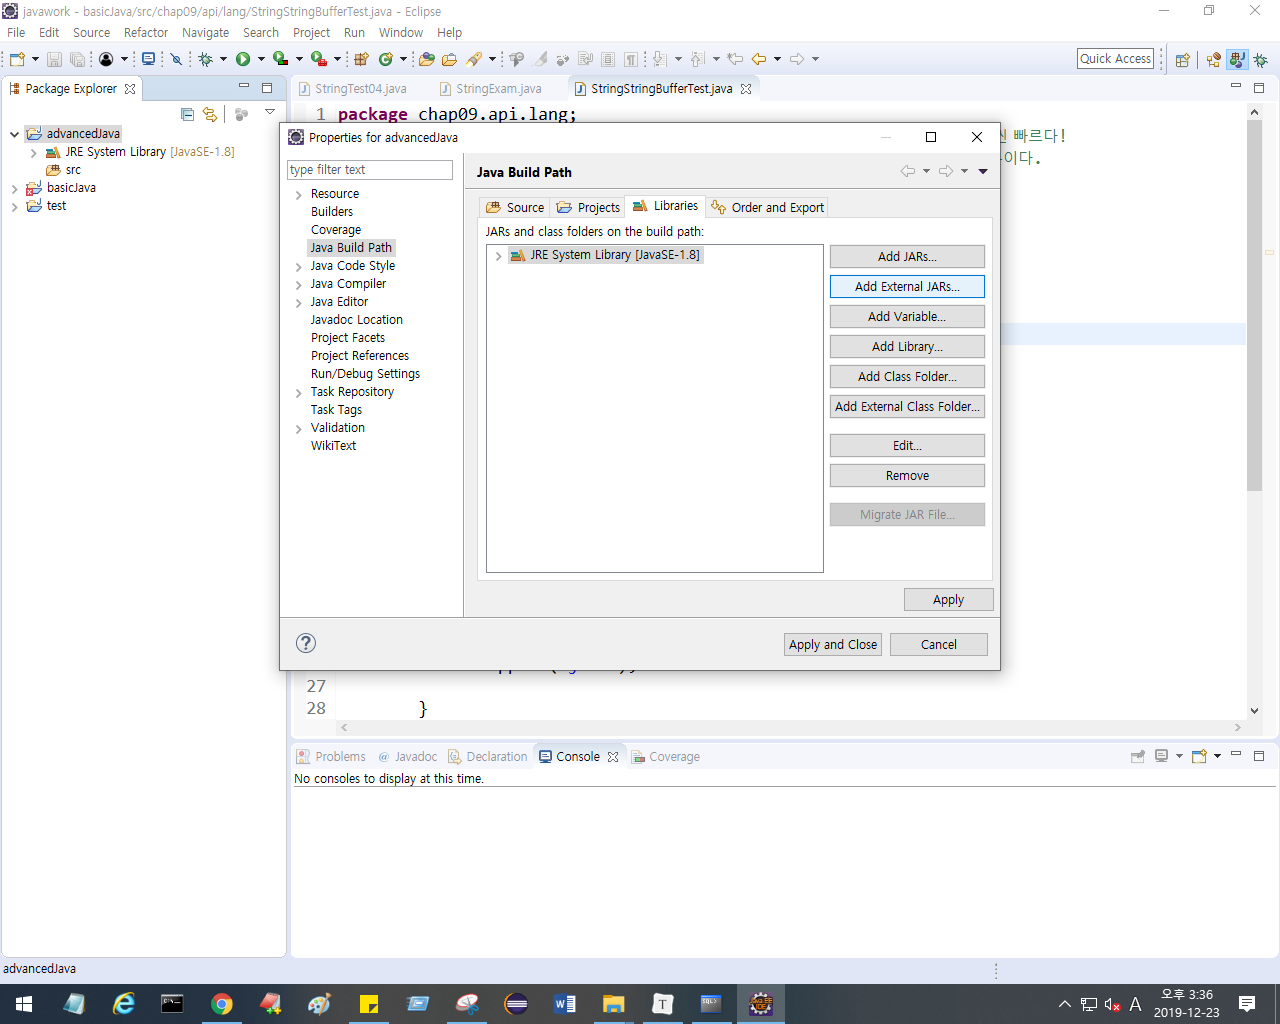 javawork - basicJava/src/chap09/api/lang/StringStringBufferTest.java - Eclipse
File Edit Source Refactor Navigate Search Project Run Window Help
Quick Access
Package Explorer
StringTest04.java StringExam.java StringStringBufferTest.java
advancedJava
JRE System Library [JavaSE-1.8]
src
basicJava
test
1 package chap09.api.lang;
빠르다!
이다.
Properties for advancedJava
type filter text
Resource
Builders
Coverage
Java Build Path
Java Code Style
Java Compiler
Java Editor
Javadoc Location
Project Facets
Project References
Run/Debug Settings
Task Repository
Task Tags
Validation
WikiText
Java Build Path
Source Projects Libraries Order and Export
JARs and class folders on the build path:
JRE System Library [JavaSE-1.8]
Add JARs...
Add External JARs...
Add Variable...
Add Library...
Add Class Folder...
Add External Class Folder...
Edit...
Remove
Migrate JAR File...
Apply
Apply and Close Cancel
27
28 }
Problems Javadoc Declaration Console Coverage
No consoles to display at this time.
advancedJava
A
오후 3:36
2019-12-23